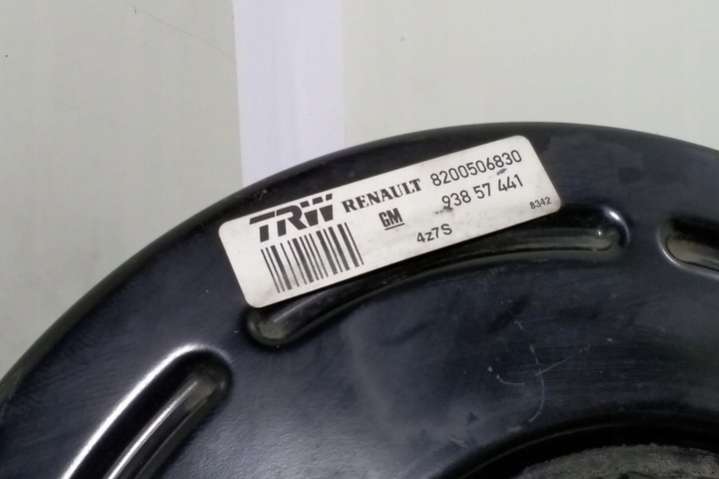 TRW RENAULT 8200506830
GM 938 57 441
4z7S 8342